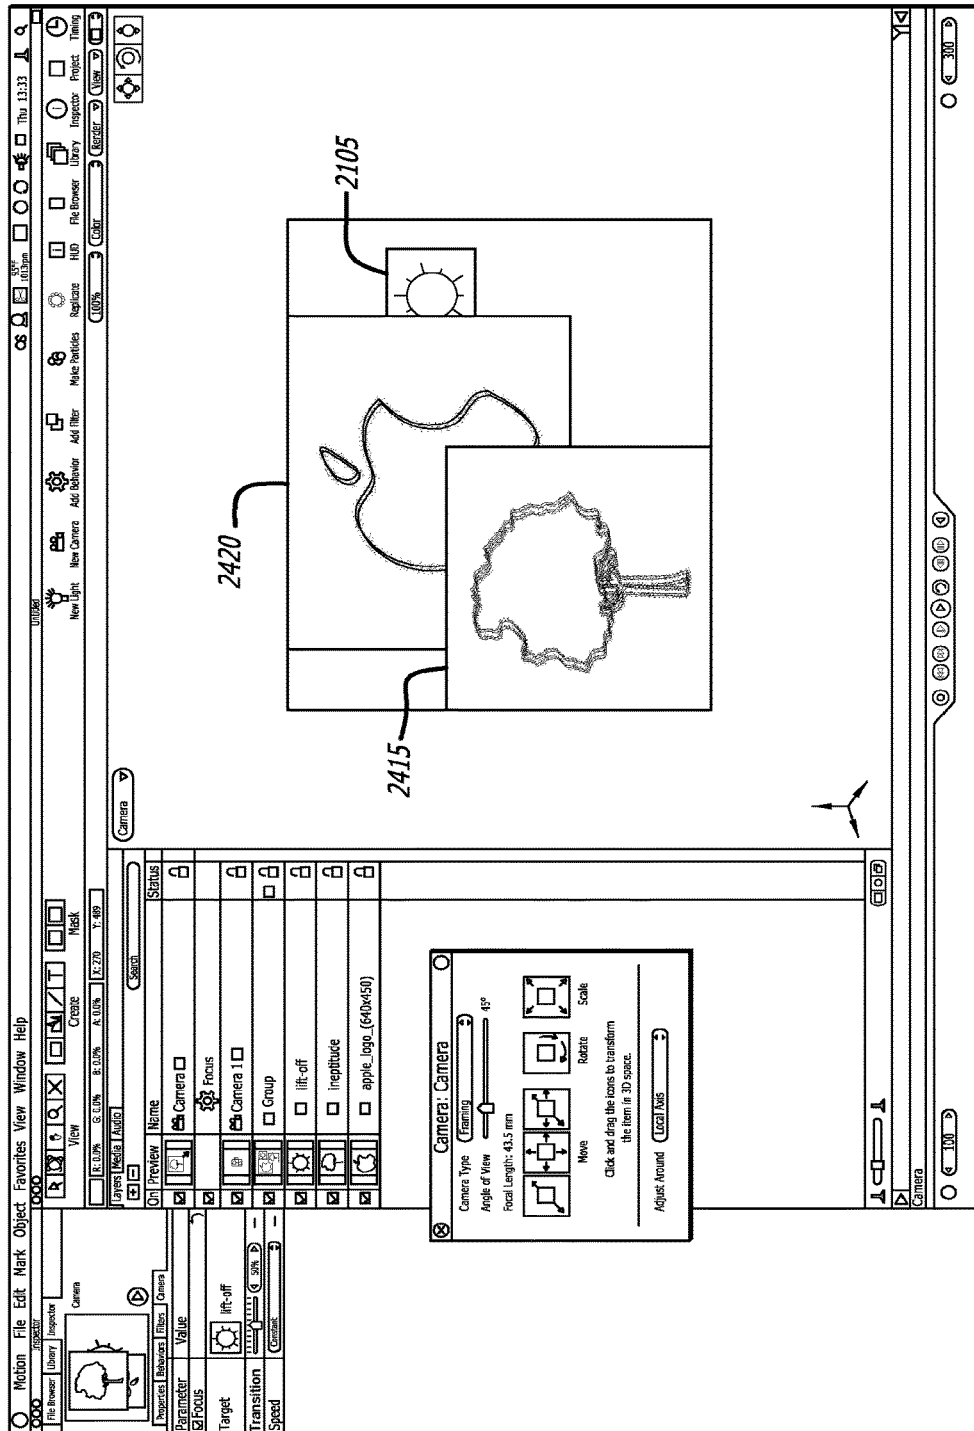 Motion File Edit Mark Object Favorites View Window Help
Thu 13:33
95°F
10:13pm
Inspector
Untitled
File Browser Library Inspector
View Create Mask
New Light New Camera Add Behavior Add Filter Make Particles Replicate HUD File Browser Library Inspector Project Timing
R: 0.0% G: 0.0% B: 0.0% A: 0.0% X: 270 Y: 489
100% Color Render View
Camera
Properties Behaviors Filters Camera
Parameter Value
Focus
Target lift-off
Transition 50%
Speed Constant
Layers Media Audio
Search
On Preview Name Status
Camera
Focus
Camera 1
Group
lift-off
ineptitude
apple_logo_(640x450)
Camera: Camera
Camera Type Framing
Angle of View 45°
Focal Length: 43.5 mm
Move Rotate Scale
Click and drag the icons to transform
the item in 3D space.
Adjust Around Local Axis
Camera
2420
2105
2415
Camera
100
300